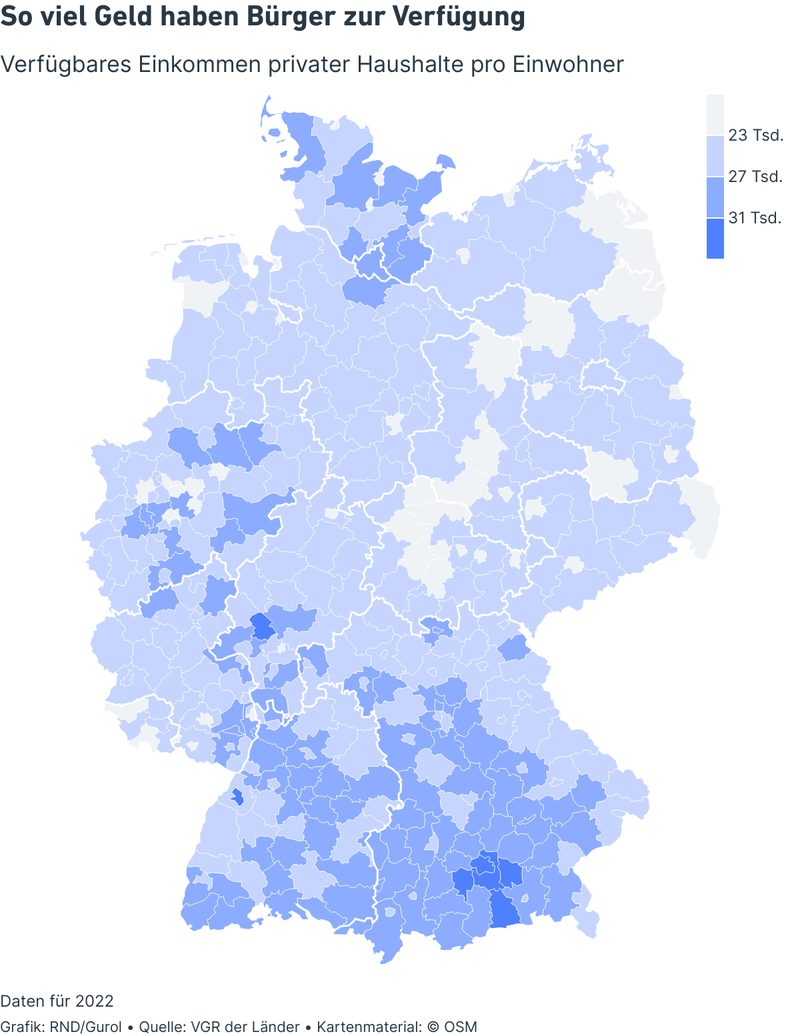 So viel Geld haben Bürger zur Verfügung
Verfügbares Einkommen privater Haushalte pro Einwohner
23 Tsd.
27 Tsd.
31 Tsd.
Daten für 2022
Grafik: RND/Gurol • Quelle: VGR der Länder • Kartenmaterial: © OSM